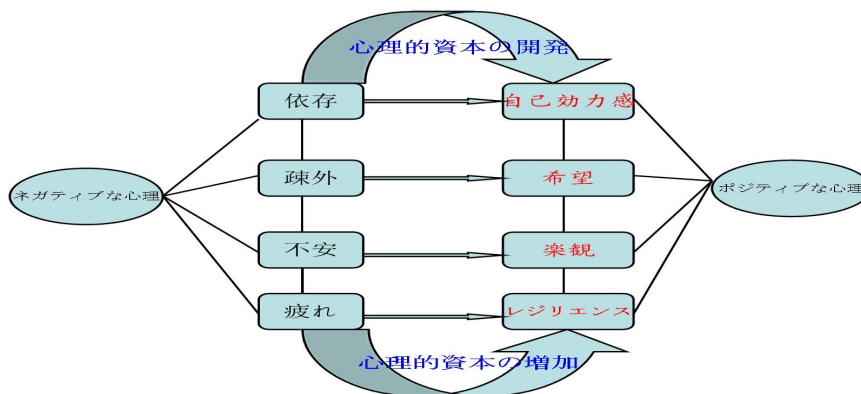 心理的資本の開発
依存
自己効力感
疎外
希望
ネガティブな心理
ポジティブな心理
不安
楽観
疲れ
レジリエンス
心理的資本の増加